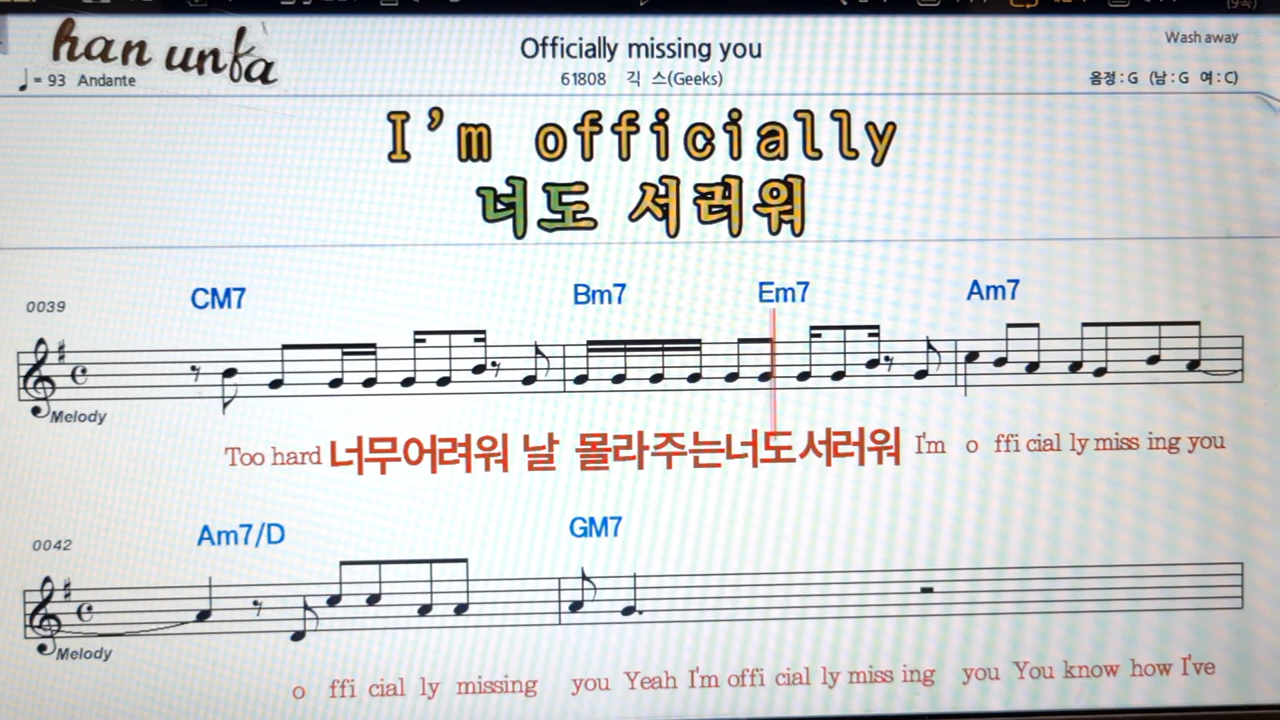 han unfa
Officially missing you
Wash away
♩= 93 Andante
61808 긱 스(Geeks)
음정 : G (남 : G 여 : C)
I'm officially
너도 서러워
0039
CM7 Bm7 Em7 Am7
Melody
Too hard 너무어려워 날 몰라주는너도서러워 I'm o ffi cial ly miss ing you
0042
Am7/D GM7
Melody
o ffi cial ly missing you Yeah I'm offi cial ly miss ing you You know how I've